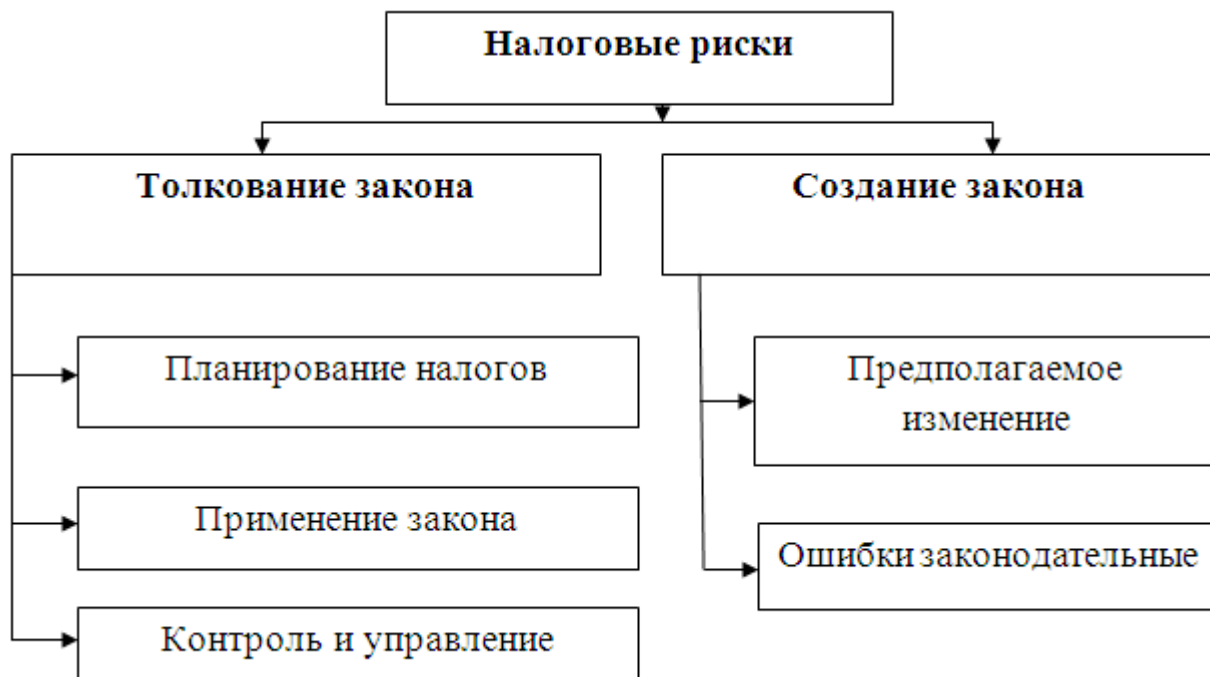 Налоговые риски
Толкование закона
Создание закона
Планирование налогов
Предполагаемое
изменение
Применение закона
Ошибки законодательные
Контроль и управление